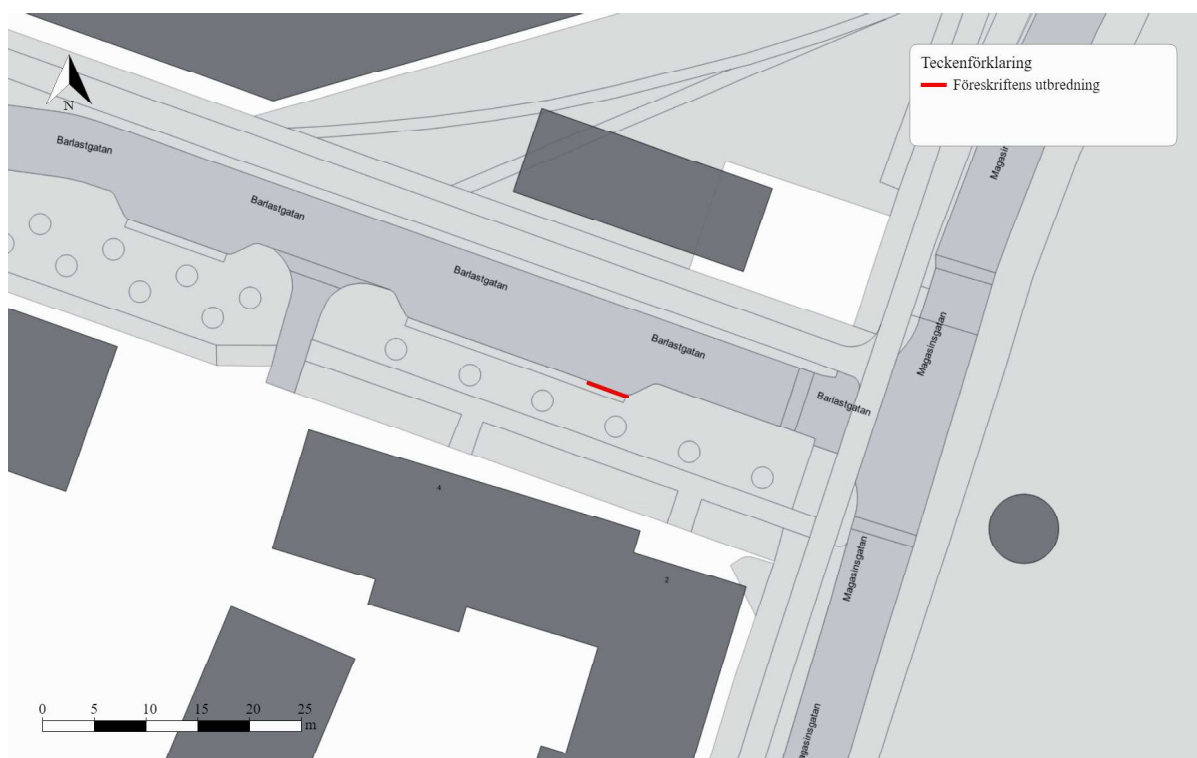 Teckenförklaring
Föreskriftens utbredning
N
Barlastgatan
Barlastgatan
Barlastgatan
Barlastgatan
Barlastgatan
Magasinsgatan
Magasinsgatan
Magasinsgatan
4
2
0 5 10 15 20 25
m